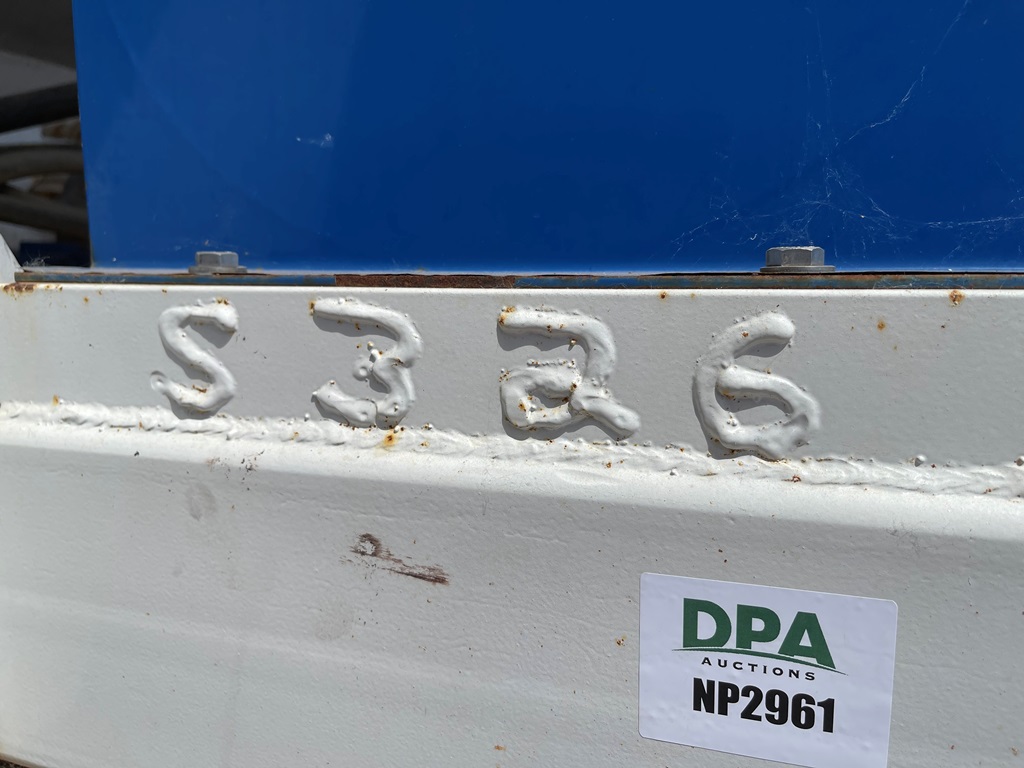 S326
DPA
AUCTIONS
NP2961